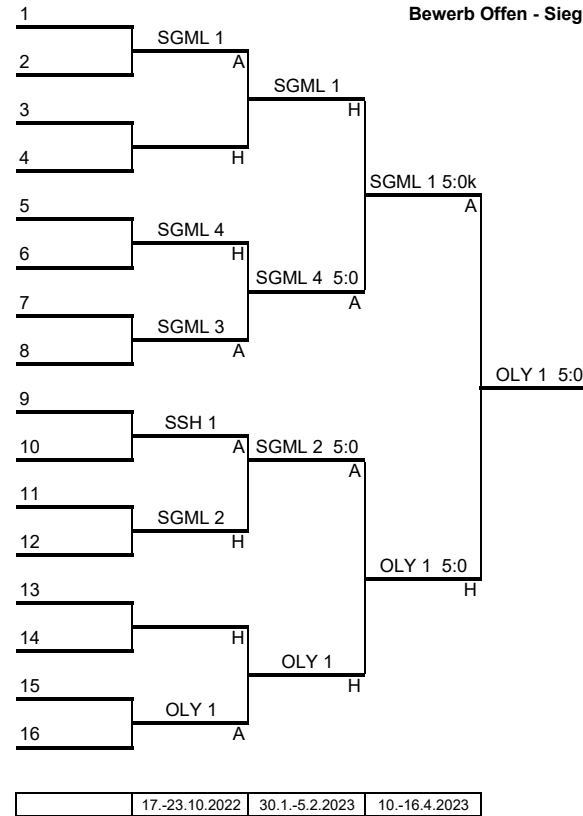 Bewerb Offen - Sieg
1
SGML 1
2
A
SGML 1
3
H
4
H
SGML 1 5:0k
A
5
SGML 4
6
H
SGML 4 5:0
7
A
SGML 3
8
A
OLY 1 5:0
9
SSH 1
10
A
SGML 2 5:0
A
11
SGML 2
12
H
OLY 1 5:0
13
H
14
H
OLY 1
15
H
OLY 1
16
A
17.-23.10.2022 30.1.-5.2.2023 10.-16.4.2023